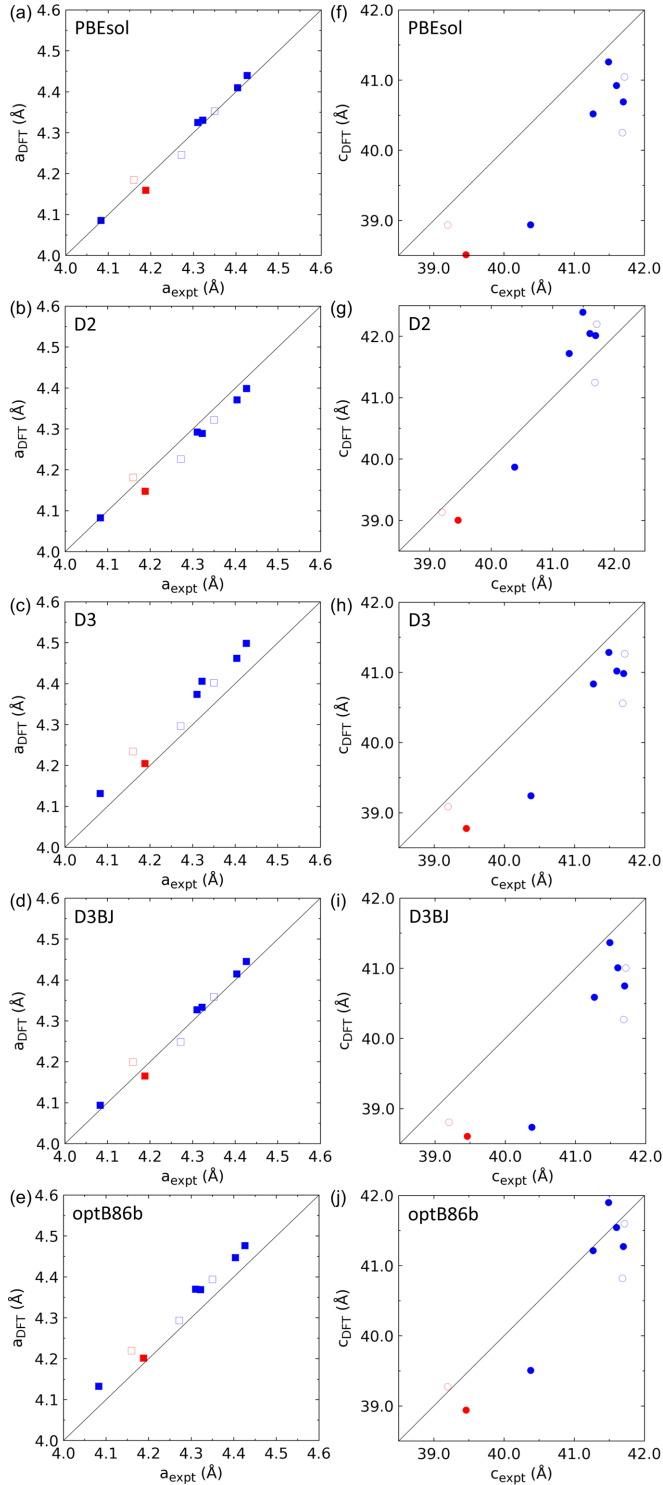 (a) PBEsol
4.6
4.5
4.4
4.3
4.2
4.1
4.0
a_DFT (Å)
4.0 4.1 4.2 4.3 4.4 4.5 4.6
a_expt (Å)
(f) PBEsol
42.0
41.0
40.0
39.0
c_DFT (Å)
39.0 40.0 41.0 42.0
c_expt (Å)
(b) D2
4.6
4.5
4.4
4.3
4.2
4.1
4.0
a_DFT (Å)
4.0 4.1 4.2 4.3 4.4 4.5 4.6
a_expt (Å)
(g) D2
42.0
41.0
40.0
39.0
c_DFT (Å)
39.0 40.0 41.0 42.0
c_expt (Å)
(c) D3
4.6
4.5
4.4
4.3
4.2
4.1
4.0
a_DFT (Å)
4.0 4.1 4.2 4.3 4.4 4.5 4.6
a_expt (Å)
(h) D3
42.0
41.0
40.0
39.0
c_DFT (Å)
39.0 40.0 41.0 42.0
c_expt (Å)
(d) D3BJ
4.6
4.5
4.4
4.3
4.2
4.1
4.0
a_DFT (Å)
4.0 4.1 4.2 4.3 4.4 4.5 4.6
a_expt (Å)
(i) D3BJ
42.0
41.0
40.0
39.0
c_DFT (Å)
39.0 40.0 41.0 42.0
c_expt (Å)
(e) optB86b
4.6
4.5
4.4
4.3
4.2
4.1
4.0
a_DFT (Å)
4.0 4.1 4.2 4.3 4.4 4.5 4.6
a_expt (Å)
(j) optB86b
42.0
41.0
40.0
39.0
c_DFT (Å)
39.0 40.0 41.0 42.0
c_expt (Å)